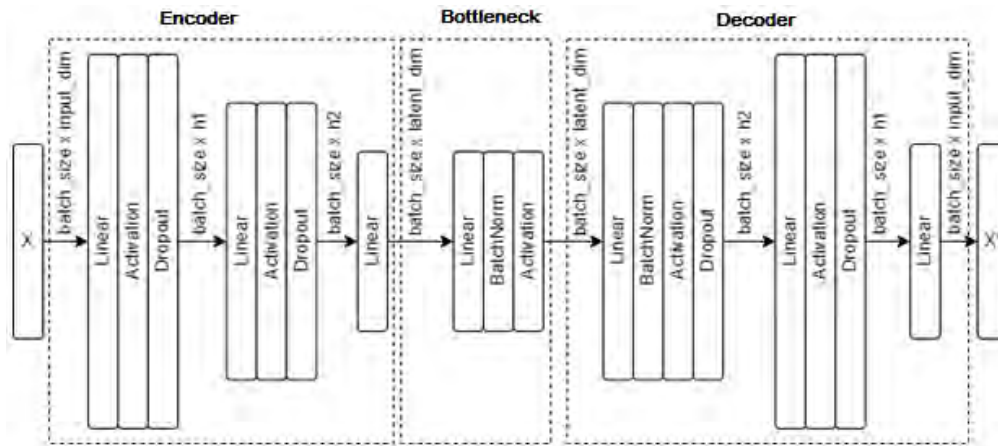 Encoder
Bottleneck
Decoder
X
batch_size x input_dim
Linear
Activation
Dropout
batch_size x h1
Linear
Activation
Dropout
batch_size x h2
Linear
batch_size x latent_dim
Linear
BatchNorm
Activation
batch_size x latent_dim
Linear
BatchNorm
Activation
Dropout
batch_size x h2
Linear
Activation
Dropout
batch_size x h1
Linear
batch_size x input_dim